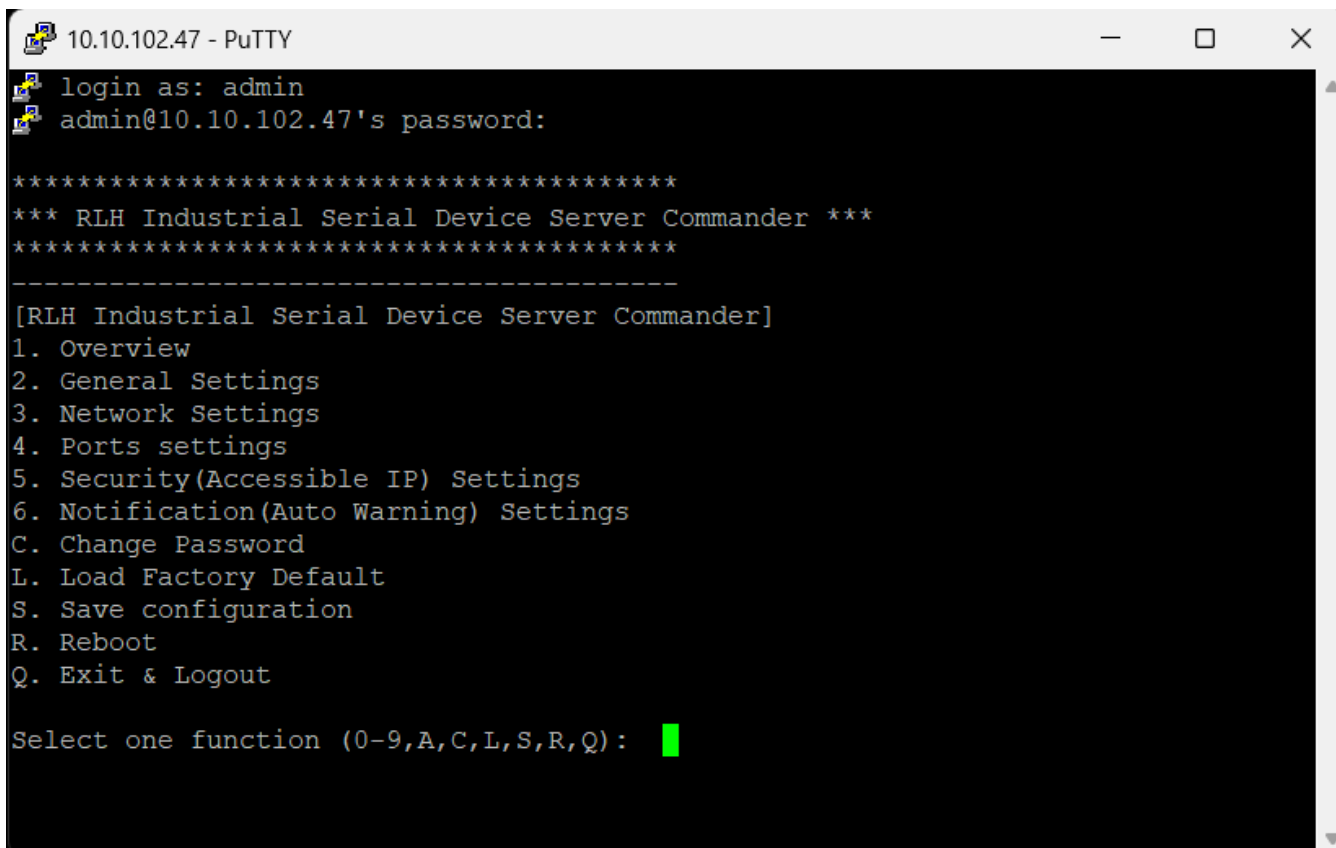 10.10.102.47 - PuTTY
login as: admin
admin@10.10.102.47's password:
*****************************************
*** RLH Industrial Serial Device Server Commander ***
*****************************************
-----------------------------------------
[RLH Industrial Serial Device Server Commander]
1. Overview
2. General Settings
3. Network Settings
4. Ports settings
5. Security(Accessible IP) Settings
6. Notification(Auto Warning) Settings
C. Change Password
L. Load Factory Default
S. Save configuration
R. Reboot
Q. Exit & Logout
Select one function (0-9,A,C,L,S,R,Q):